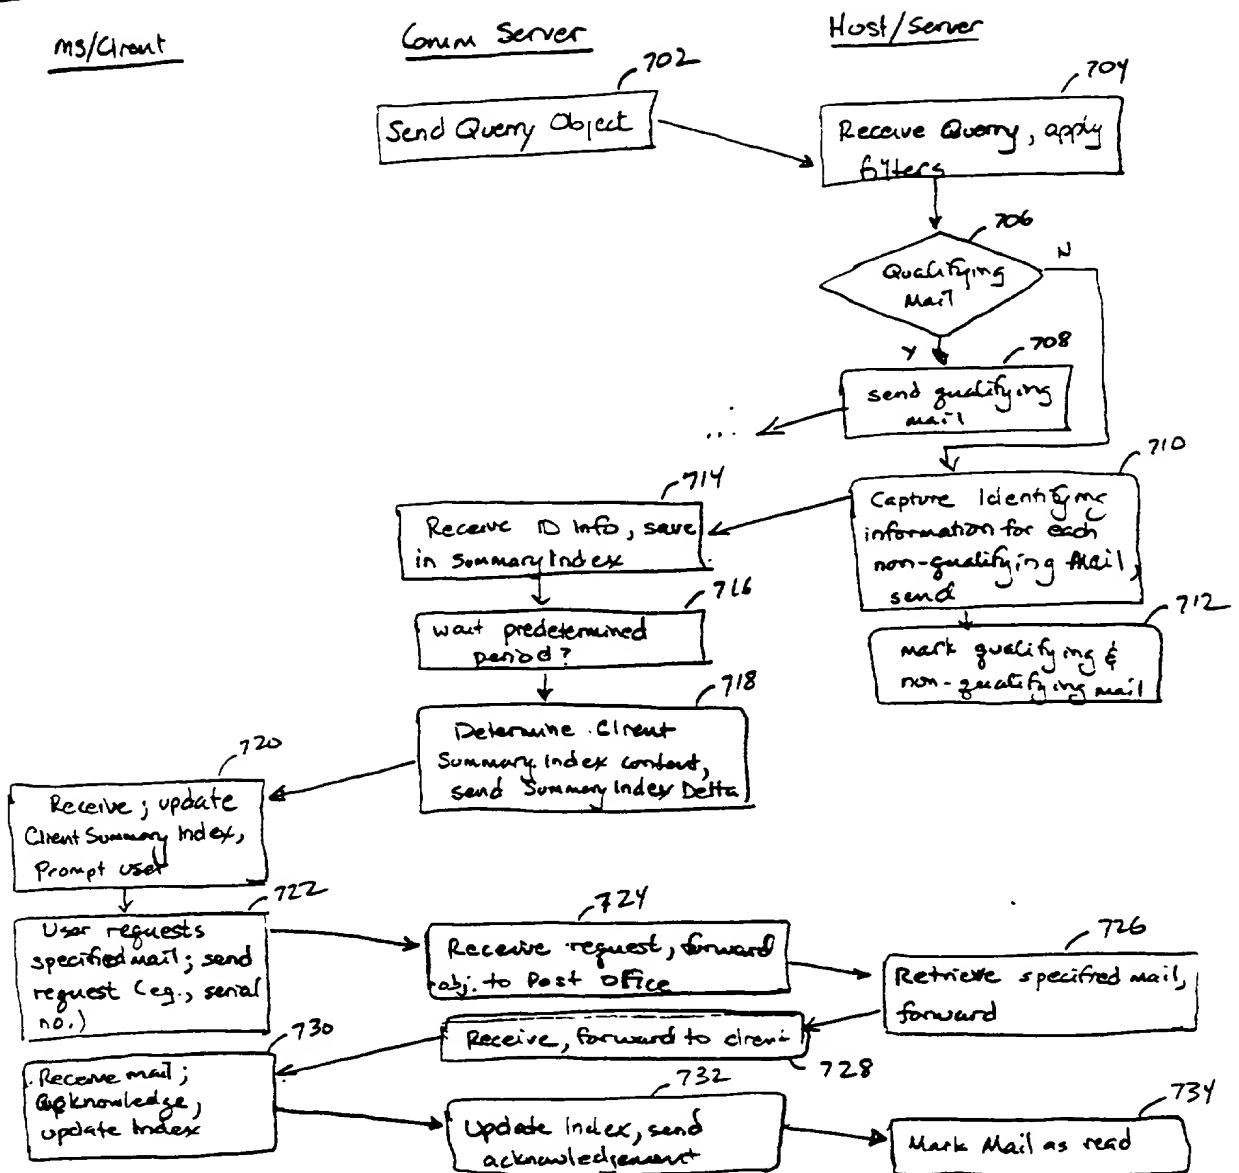 MS/Client
Comm Server
Host/Server
702
Send Query Object
704
Receive Query, apply
filters
706
Qualifying
Mail
N
Y
708
send qualifying
mail
...
710
Capture Identifying
information for each
non-qualifying Mail,
send
712
mark qualifying &
non-qualifying mail
714
Receive ID info, save
in Summary Index
716
wait predetermined
period?
718
Determine Client
Summary Index content,
send Summary Index Delta
720
Receive; update
Client Summary Index,
Prompt user
722
User requests
specified mail; send
request (eg., serial
no.)
724
Receive request, forward
obj. to Post Office
726
Retrieve specified mail,
forward
Receive, forward to client
728
730
Receive mail;
acknowledge,
update Index
732
Update Index, send
acknowledgement
734
Mark Mail as read